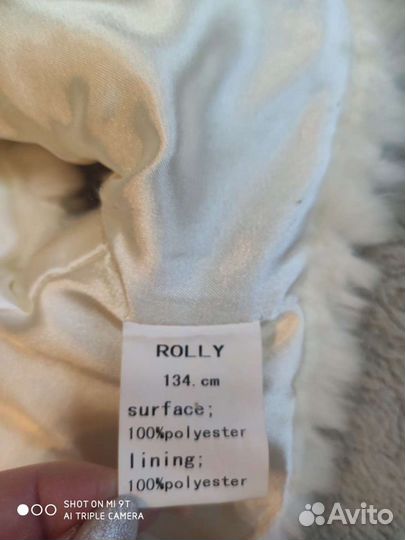 ROLLY
134.cm
surface;
100%polyester
lining;
100%polyester
SHOT ON MI 9T
AI TRIPLE CAMERA
Avito